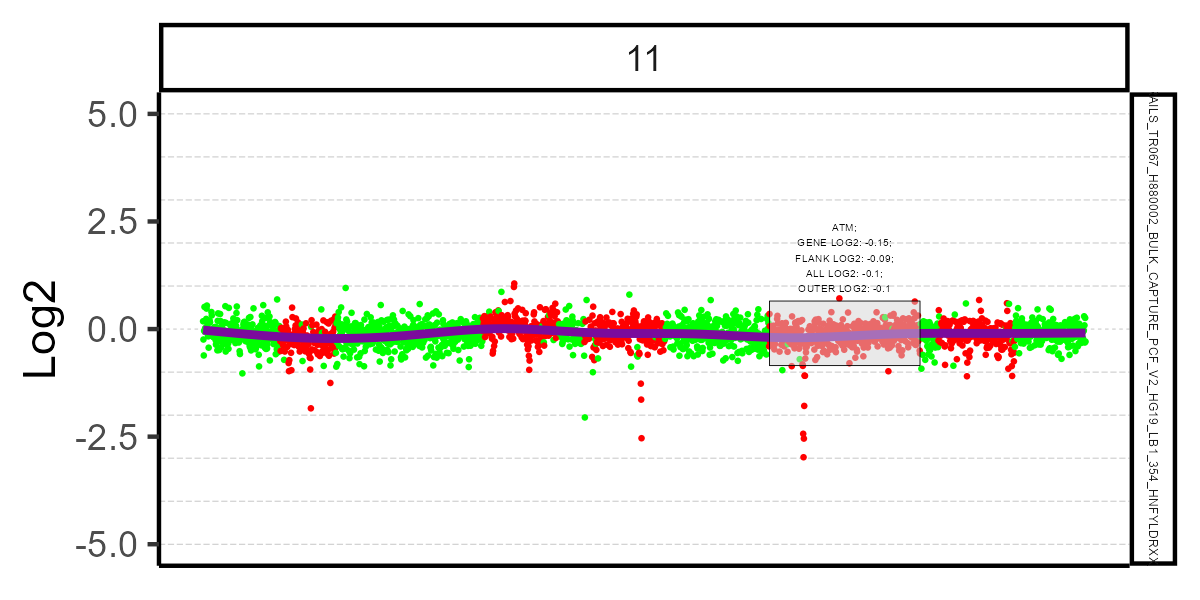 11
5.0
2.5
0.0
-2.5
-5.0
Log2
ATM;
GENE LOG2: -0.15;
FLANK LOG2: -0.09;
ALL LOG2: -0.1;
OUTER LOG2: -0.1
AILS_TR067_H880002_BULK_CAPTURE_PCF_V2_HG19_LB1_354_HNFYLDRXX